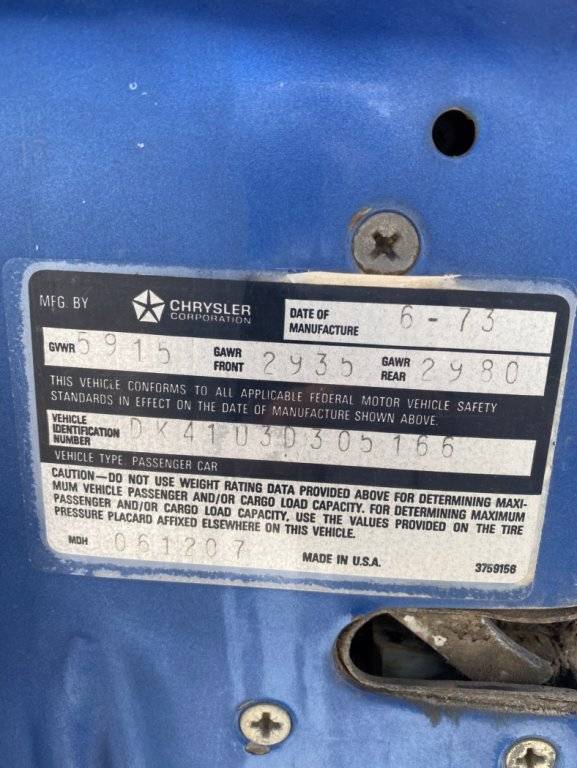 MFG. BY CHRYSLER CORPORATION DATE OF MANUFACTURE 6-73
GVWR 5915 GAWR FRONT 2935 GAWR REAR 2980
THIS VEHICLE CONFORMS TO ALL APPLICABLE FEDERAL MOTOR VEHICLE SAFETY
STANDARDS IN EFFECT ON THE DATE OF MANUFACTURE SHOWN ABOVE.
VEHICLE IDENTIFICATION NUMBER DK41U3D305166
VEHICLE TYPE: PASSENGER CAR
CAUTION—DO NOT USE WEIGHT RATING DATA PROVIDED ABOVE FOR DETERMINING MAXI-
MUM VEHICLE PASSENGER AND/OR CARGO LOAD CAPACITY. FOR DETERMINING MAXIMUM
PASSENGER AND/OR CARGO LOAD CAPACITY, USE THE VALUES PROVIDED ON THE TIRE
PRESSURE PLACARD AFFIXED ELSEWHERE ON THIS VEHICLE.
MDH 061207 MADE IN U.S.A. 3759156